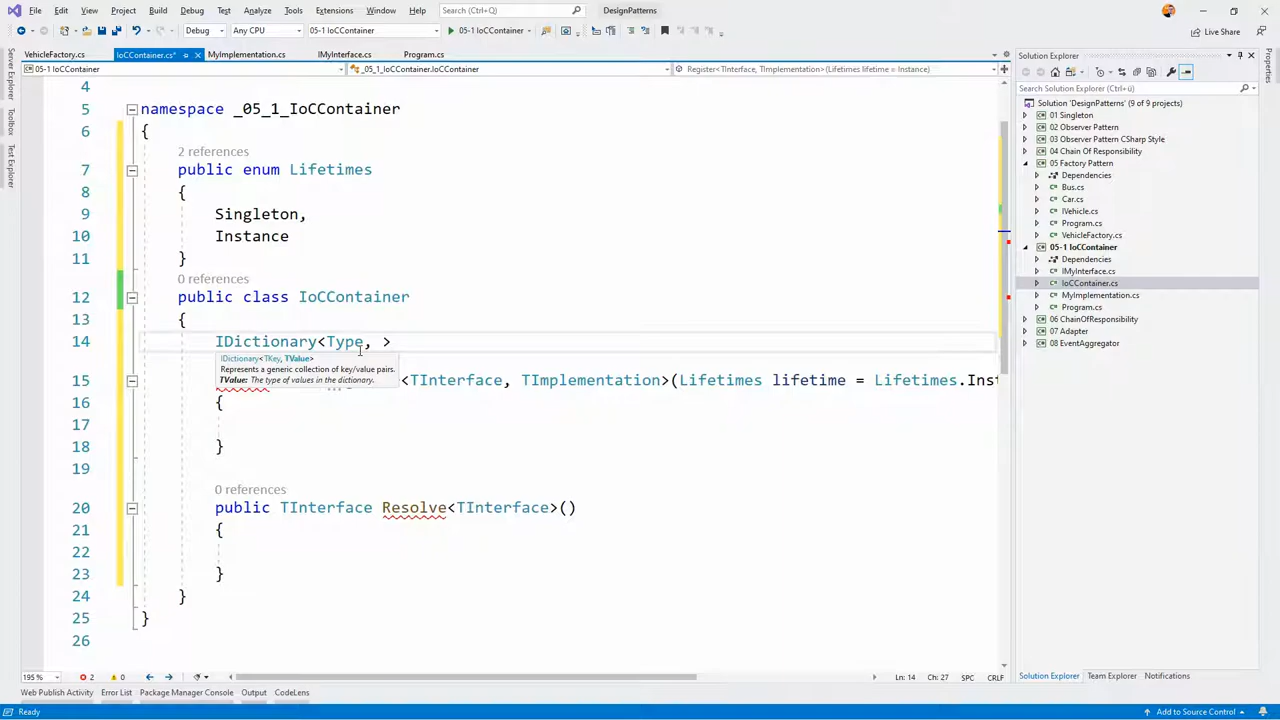 File Edit View Project Build Debug Test Analyze Tools Extensions Window Help Search (Ctrl+Q) DesignPatterns
Debug Any CPU 05-1 IoCContainer 05-1 IoCContainer Live Share
VehicleFactory.cs IoCContainer.cs* MyImplementation.cs IMyInterface.cs Program.cs
05-1 IoCContainer _05_1_IoCContainer.IoCContainer Register<TInterface, TImplementation>(Lifetimes lifetime = Instance)
Server Explorer
Toolbox
Test Explorer
4
5 namespace _05_1_IoCContainer
6 {
2 references
7 public enum Lifetimes
8 {
9 Singleton,
10 Instance
11 }
0 references
12 public class IoCContainer
13 {
14 IDictionary<Type, >
IDictionary<TKey, TValue>
Represents a generic collection of key/value pairs.
TValue: The type of values in the dictionary.
15 <TInterface, TImplementation>(Lifetimes lifetime = Lifetimes.Inst
16 {
17
18 }
19
0 references
20 public TInterface Resolve<TInterface>()
21 {
22
23 }
24 }
25 }
26
195 % 2 0 Ln: 14 Ch: 27 SPC CRLF
Web Publish Activity Error List Package Manager Console Output CodeLens
Ready Add to Source Control
Solution Explorer
Search Solution Explorer (Ctrl+ü)
Solution 'DesignPatterns' (9 of 9 projects)
01 Singleton
02 Observer Pattern
03 Observer Pattern CSharp Style
04 Chain Of Responsibility
05 Factory Pattern
Dependencies
Bus.cs
Car.cs
IVehicle.cs
Program.cs
VehicleFactory.cs
05-1 IoCContainer
Dependencies
IMyInterface.cs
IoCContainer.cs
MyImplementation.cs
Program.cs
06 ChainOfResponsibility
07 Adapter
08 EventAggregator
Solution Explorer Team Explorer Notifications
Properties